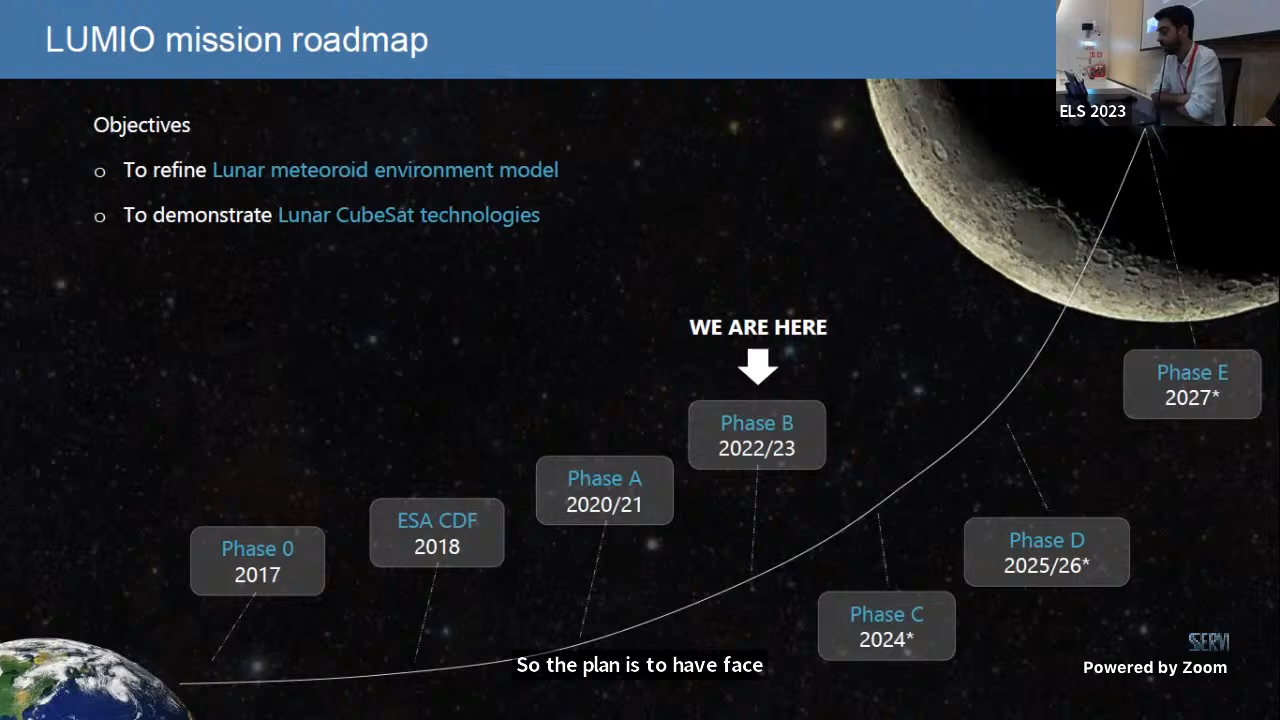 LUMIO mission roadmap
ELS 2023
Objectives
o To refine Lunar meteoroid environment model
o To demonstrate Lunar CubeSat technologies
WE ARE HERE
Phase E
2027*
Phase B
2022/23
Phase A
2020/21
ESA CDF
2018
Phase 0
2017
Phase D
2025/26*
Phase C
2024*
So the plan is to have face
Powered by Zoom